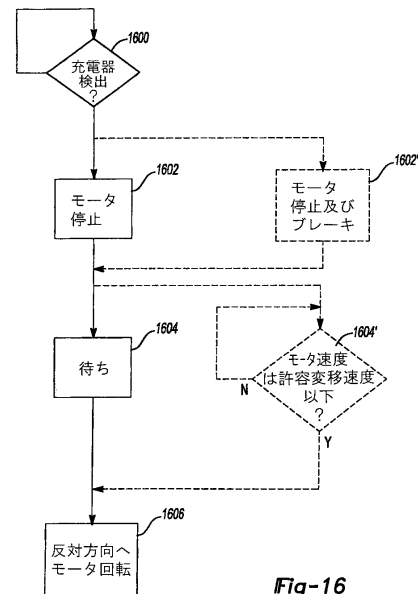 1600
充電器
検出
?
1602
モータ
停止
1602'
モータ
停止及び
ブレーキ
1604
待ち
1604'
モータ速度
は許容変移速度
以下
?
N
Y
1606
反対方向へ
モータ回転
Fig-16